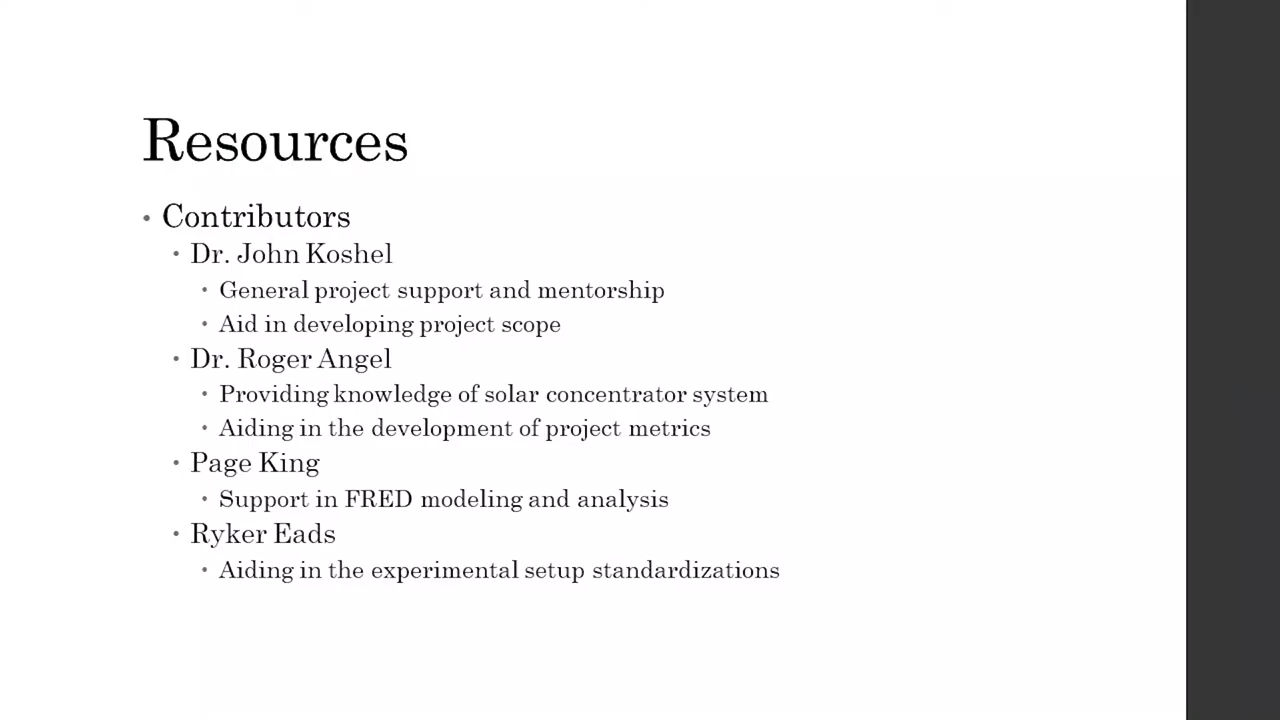 Resources
• Contributors
• Dr. John Koshel
• General project support and mentorship
• Aid in developing project scope
• Dr. Roger Angel
• Providing knowledge of solar concentrator system
• Aiding in the development of project metrics
• Page King
• Support in FRED modeling and analysis
• Ryker Eads
• Aiding in the experimental setup standardizations